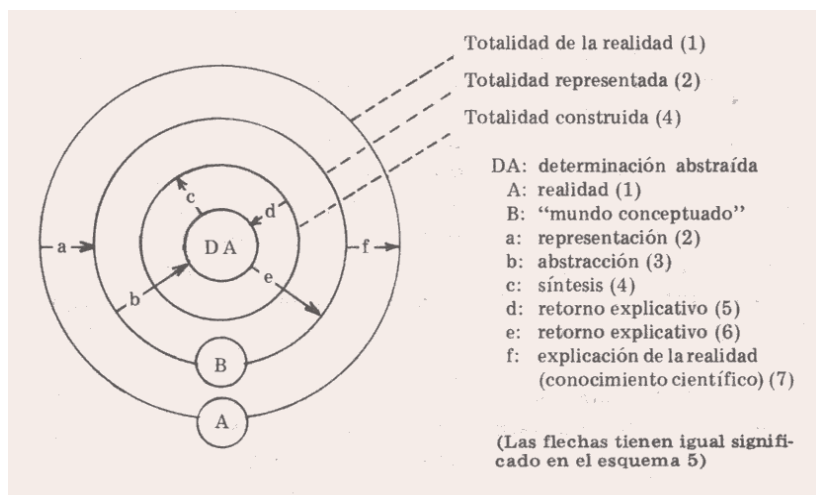 Totalidad de la realidad (1)
Totalidad representada (2)
Totalidad construida (4)
c
d
DA
a
f
b
e
B
A
DA: determinación abstraída
A: realidad (1)
B: “mundo conceptuado”
a: representación (2)
b: abstracción (3)
c: síntesis (4)
d: retorno explicativo (5)
e: retorno explicativo (6)
f: explicación de la realidad
(conocimiento científico) (7)
(Las flechas tienen igual signifi-
cado en el esquema 5)